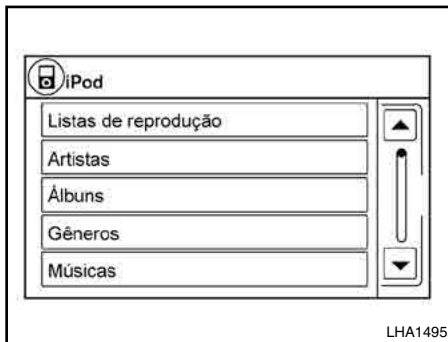 iPod
Listas de reprodução
Artistas
Álbuns
Gêneros
Músicas
LHA1495